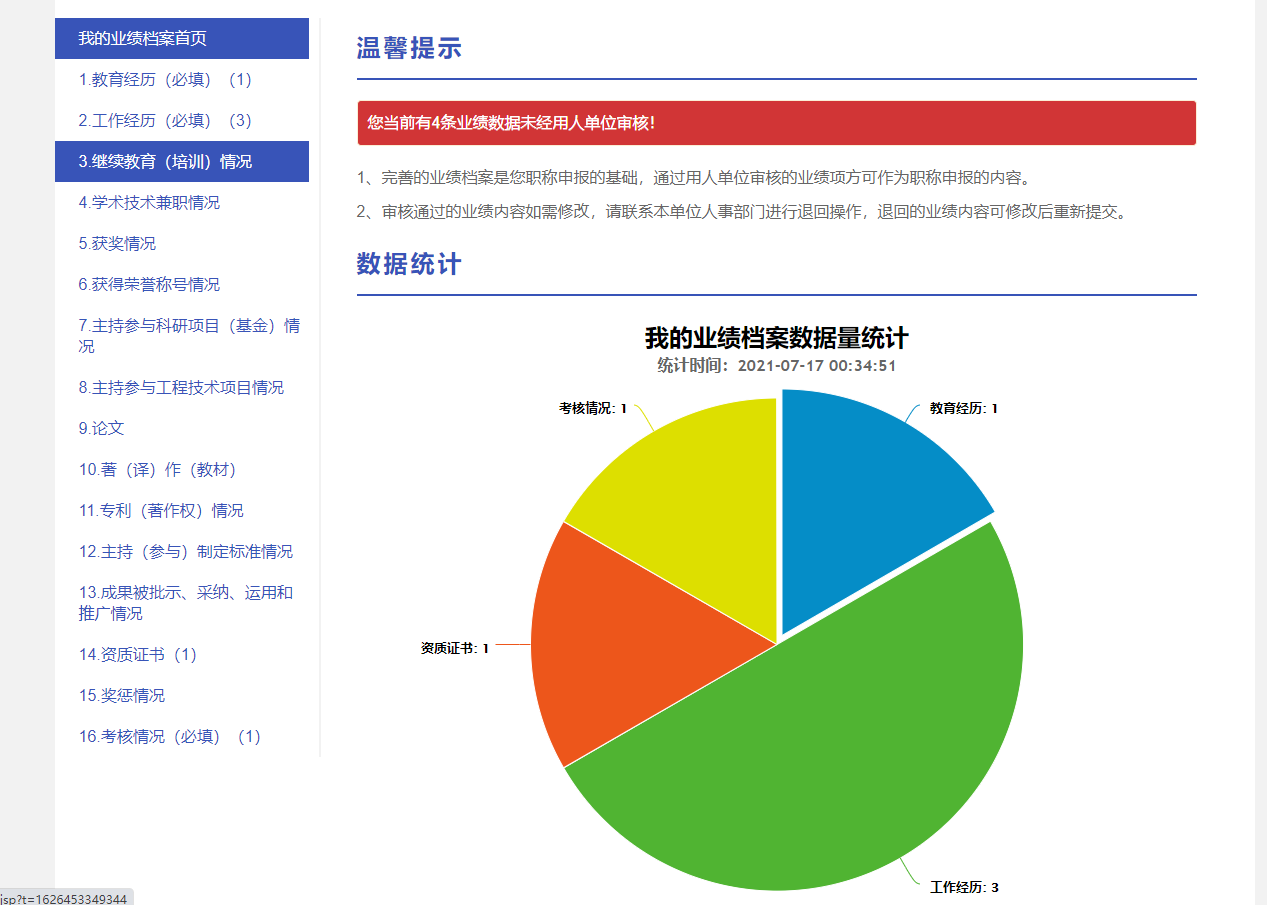 我的业绩档案首页
1.教育经历（必填）（1）
2.工作经历（必填）（3）
3.继续教育（培训）情况
4.学术技术兼职情况
5.获奖情况
6.获得荣誉称号情况
7.主持参与科研项目（基金）情
况
8.主持参与工程技术项目情况
9.论文
10.著（译）作（教材）
11.专利（著作权）情况
12.主持（参与）制定标准情况
13.成果被批示、采纳、运用和
推广情况
14.资质证书（1）
15.奖惩情况
16.考核情况（必填）（1）
温馨提示
您当前有4条业绩数据未经用人单位审核！
1、完善的业绩档案是您职称申报的基础，通过用人单位审核的业绩项方可作为职称申报的内容。
2、审核通过的业绩内容如需修改，请联系本单位人事部门进行退回操作，退回的业绩内容可修改后重新提交。
数据统计
我的业绩档案数据量统计
统计时间：2021-07-17 00:34:51
考核情况: 1
教育经历: 1
资质证书: 1
工作经历: 3
jsp?t=1626453349344